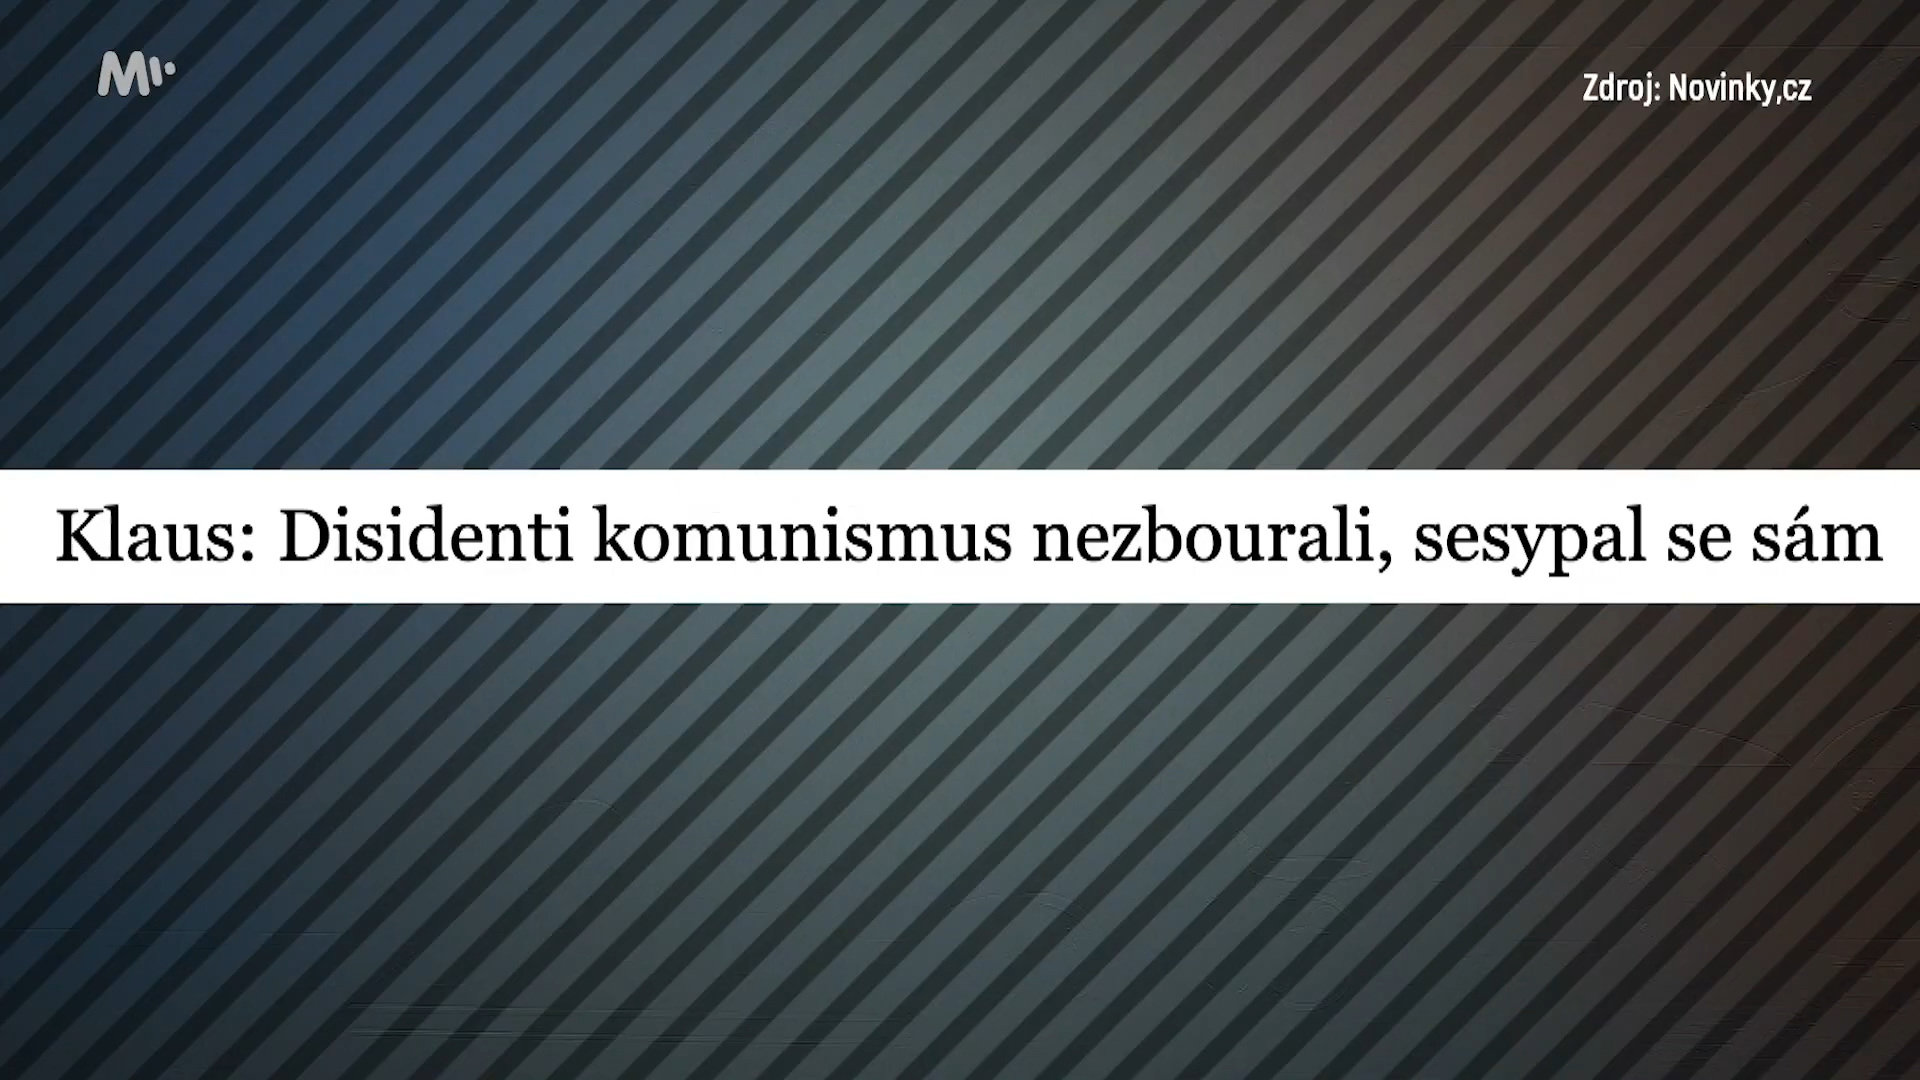 M
Zdroj: Novinky,cz
Klaus: Disidenti komunismus nezbourali, sesypal se sám